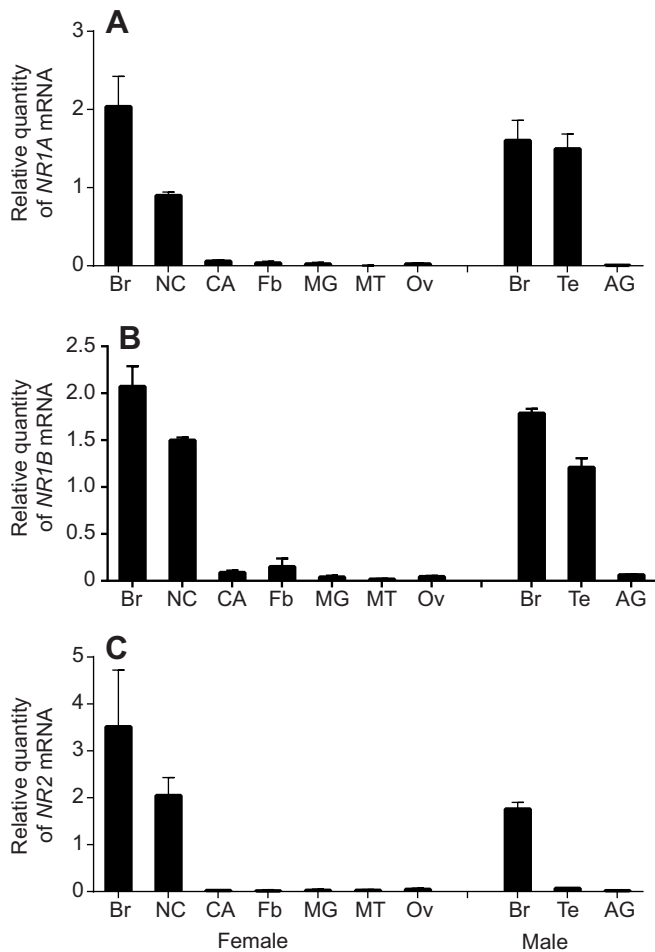 A
Relative quantity
of NR1A mRNA
3
2
1
0
Br NC CA Fb MG MT Ov Br Te AG
B
Relative quantity
of NR1B mRNA
2.5
2.0
1.5
1.0
0.5
0
Br NC CA Fb MG MT Ov Br Te AG
C
Relative quantity
of NR2 mRNA
5
4
3
2
1
0
Br NC CA Fb MG MT Ov Br Te AG
Female Male